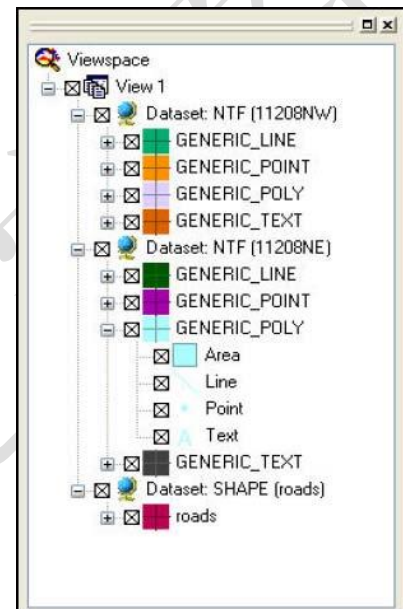 Viewspace
View 1
Dataset: NTF (11208NW)
GENERIC_LINE
GENERIC_POINT
GENERIC_POLY
GENERIC_TEXT
Dataset: NTF (11208NE)
GENERIC_LINE
GENERIC_POINT
GENERIC_POLY
Area
Line
Point
A Text
GENERIC_TEXT
Dataset: SHAPE (roads)
roads